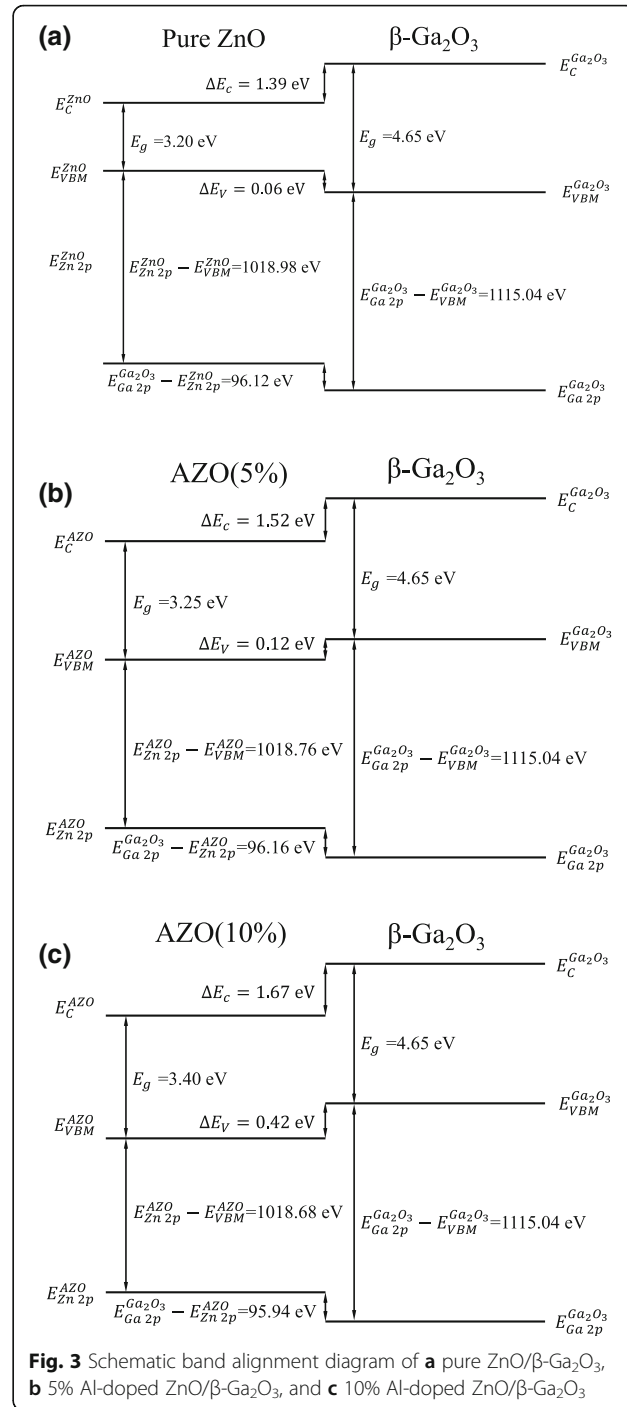 (a)
Pure ZnO β-Ga₂O₃
E_C^{Ga₂O₃}
ΔE_c = 1.39 eV
E_C^{ZnO}
E_g =3.20 eV
E_g =4.65 eV
E_{VBM}^{ZnO}
ΔE_V = 0.06 eV
E_{VBM}^{Ga₂O₃}
E_{Zn 2p}^{ZnO}
E_{Zn 2p}^{ZnO} − E_{VBM}^{ZnO}=1018.98 eV
E_{Ga 2p}^{Ga₂O₃} − E_{VBM}^{Ga₂O₃}=1115.04 eV
E_{Ga 2p}^{Ga₂O₃} − E_{Zn 2p}^{ZnO}=96.12 eV
E_{Ga 2p}^{Ga₂O₃}
(b)
AZO(5%) β-Ga₂O₃
E_C^{Ga₂O₃}
ΔE_c = 1.52 eV
E_C^{AZO}
E_g =3.25 eV
E_g =4.65 eV
E_{VBM}^{Ga₂O₃}
ΔE_V = 0.12 eV
E_{VBM}^{AZO}
E_{Zn 2p}^{AZO} − E_{VBM}^{AZO}=1018.76 eV
E_{Ga 2p}^{Ga₂O₃} − E_{VBM}^{Ga₂O₃}=1115.04 eV
E_{Zn 2p}^{AZO}
E_{Ga 2p}^{Ga₂O₃} − E_{Zn 2p}^{AZO}=96.16 eV
E_{Ga 2p}^{Ga₂O₃}
(c)
AZO(10%) β-Ga₂O₃
E_C^{Ga₂O₃}
ΔE_c = 1.67 eV
E_C^{AZO}
E_g =4.65 eV
E_g =3.40 eV
E_{VBM}^{Ga₂O₃}
ΔE_V = 0.42 eV
E_{VBM}^{AZO}
E_{Zn 2p}^{AZO} − E_{VBM}^{AZO}=1018.68 eV
E_{Ga 2p}^{Ga₂O₃} − E_{VBM}^{Ga₂O₃}=1115.04 eV
E_{Zn 2p}^{AZO}
E_{Ga 2p}^{Ga₂O₃} − E_{Zn 2p}^{AZO}=95.94 eV
E_{Ga 2p}^{Ga₂O₃}
Fig. 3 Schematic band alignment diagram of a pure ZnO/β-Ga₂O₃,
b 5% Al-doped ZnO/β-Ga₂O₃, and c 10% Al-doped ZnO/β-Ga₂O₃